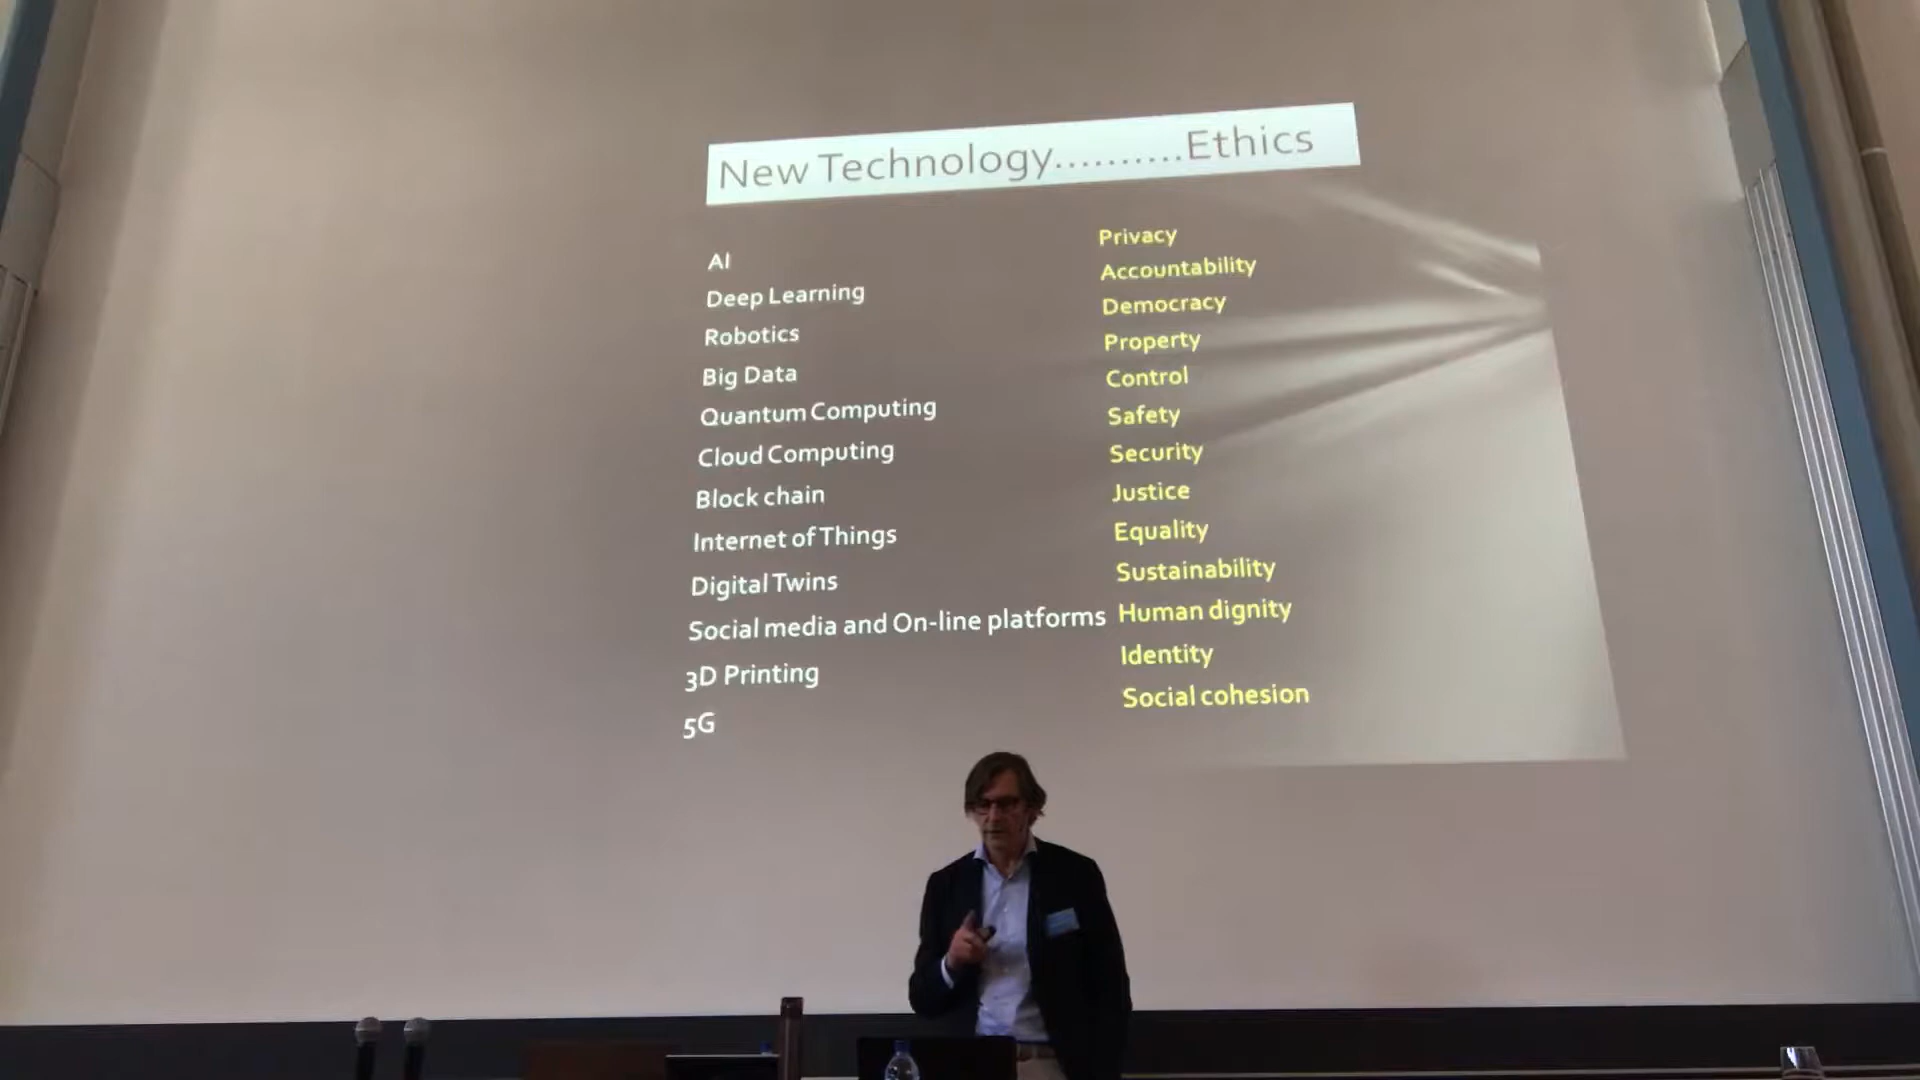 New Technology..........Ethics
AI
Deep Learning
Robotics
Big Data
Quantum Computing
Cloud Computing
Block chain
Internet of Things
Digital Twins
Social media and On-line platforms
3D Printing
5G
Privacy
Accountability
Democracy
Property
Control
Safety
Security
Justice
Equality
Sustainability
Human dignity
Identity
Social cohesion